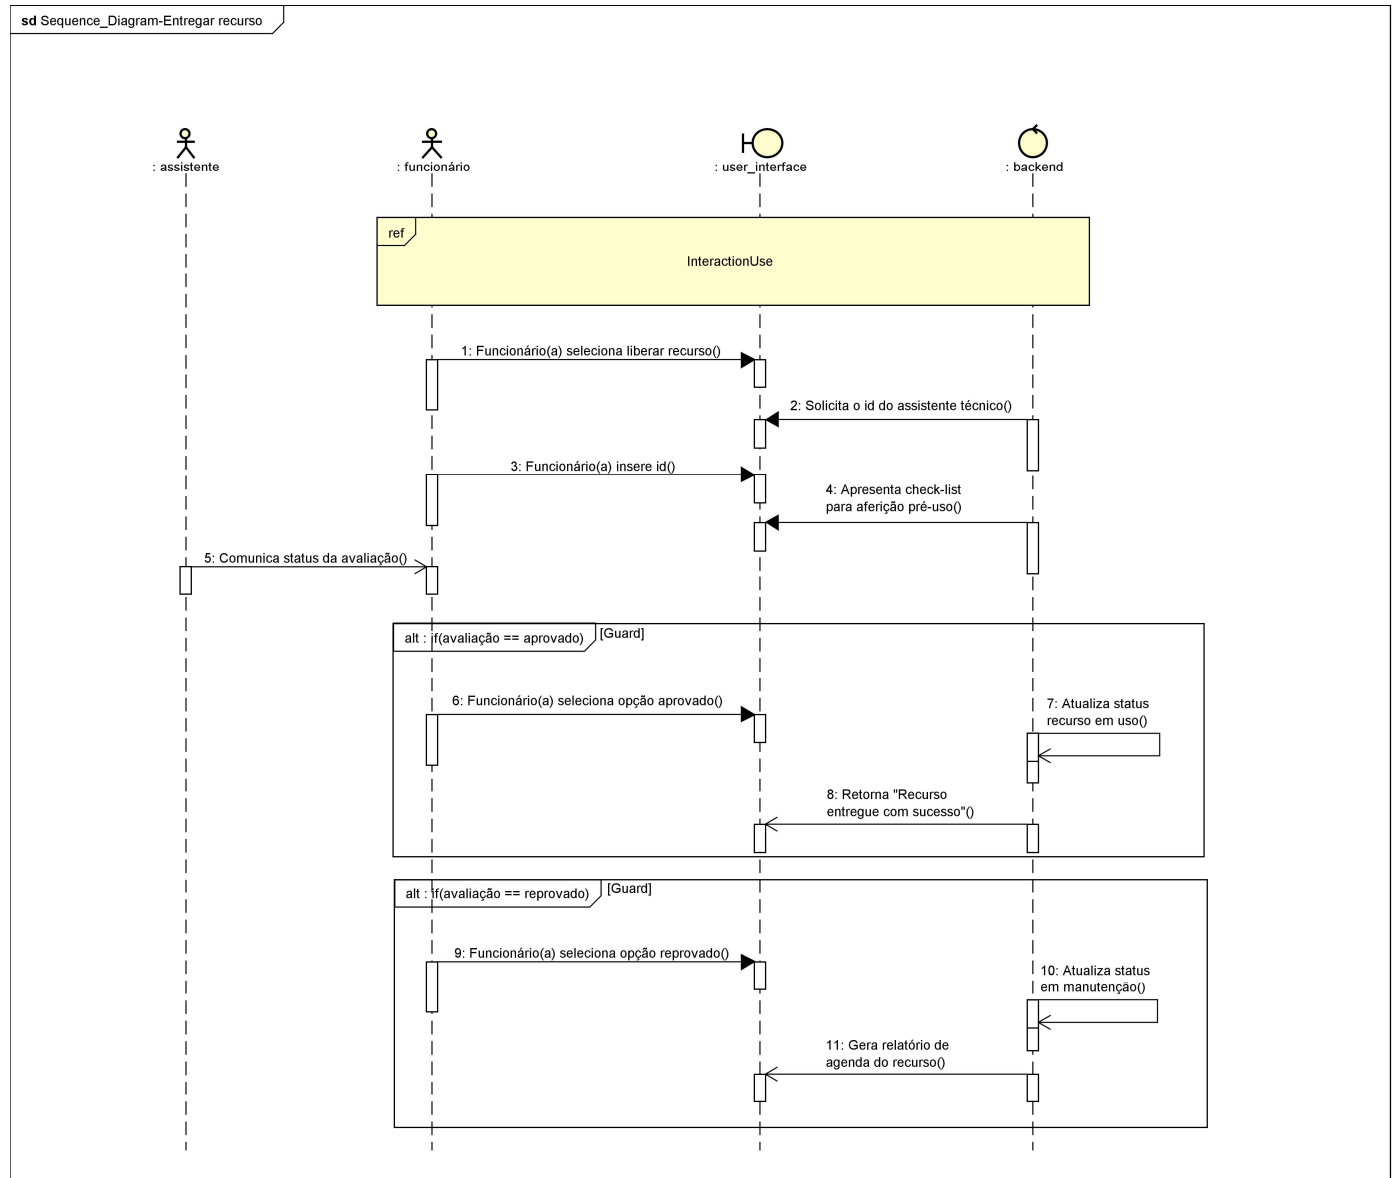 sd Sequence_Diagram-Entregar recurso
: assistente
: funcionário
: user_interface
: backend
ref
InteractionUse
1: Funcionário(a) seleciona liberar recurso()
2: Solicita o id do assistente técnico()
3: Funcionário(a) insere id()
4: Apresenta check-list
para aferição pré-uso()
5: Comunica status da avaliação()
alt : if(avaliação == aprovado)
[Guard]
6: Funcionário(a) seleciona opção aprovado()
7: Atualiza status
recurso em uso()
8: Retorna "Recurso
entregue com sucesso"()
alt : if(avaliação == reprovado)
[Guard]
9: Funcionário(a) seleciona opção reprovado()
10: Atualiza status
em manutenção()
11: Gera relatório de
agenda do recurso()